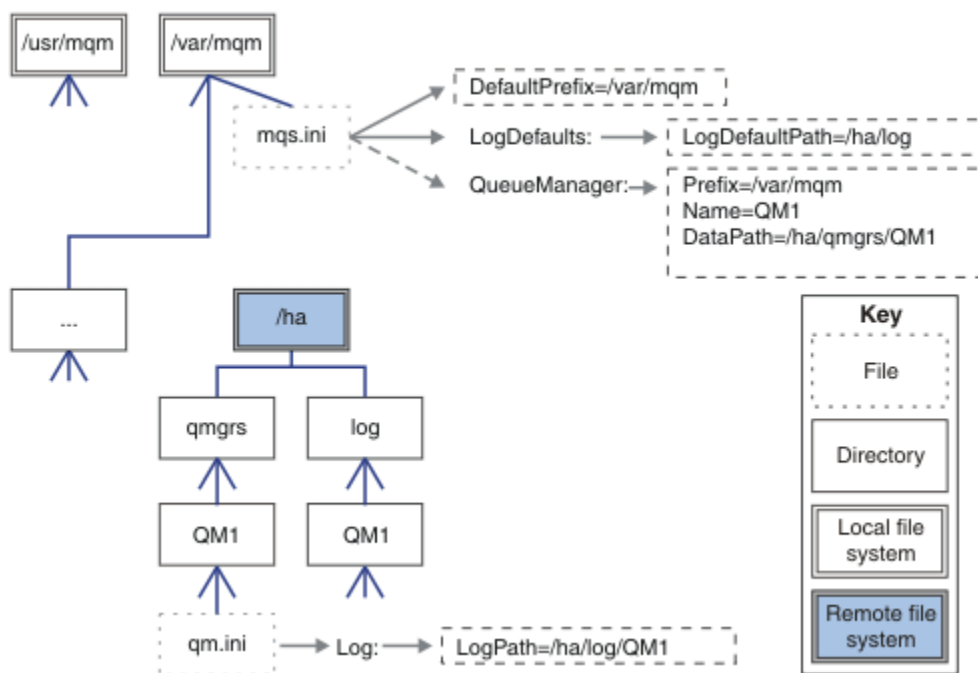 /usr/mqm
/var/mqm
mqs.ini
DefaultPrefix=/var/mqm
LogDefaults:
LogDefaultPath=/ha/log
QueueManager:
Prefix=/var/mqm
Name=QM1
DataPath=/ha/qmgrs/QM1
...
/ha
qmgrs
log
QM1
QM1
qm.ini
Log:
LogPath=/ha/log/QM1
Key
File
Directory
Local file
system
Remote file
system